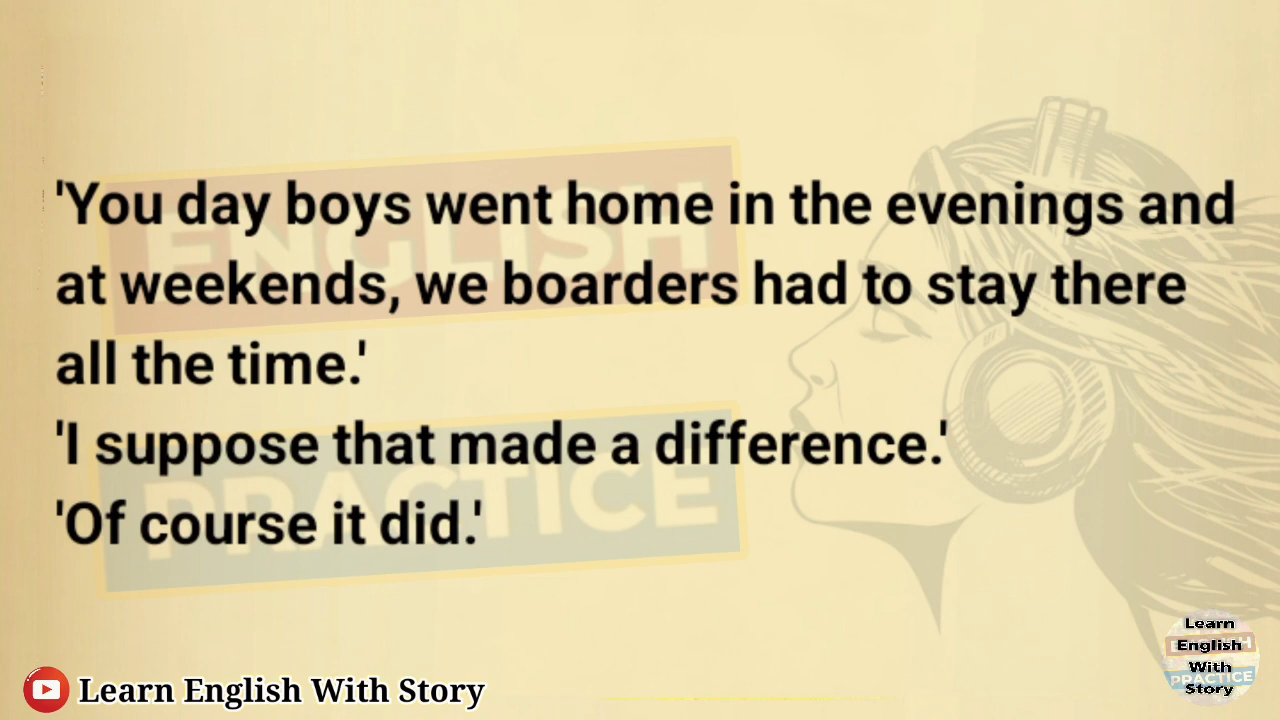 'You day boys went home in the evenings and
at weekends, we boarders had to stay there
all the time.'
'I suppose that made a difference.'
'Of course it did.'
ENGLISH
PRACTICE
Learn English With Story
Learn
English
With
Story
PRACTICE